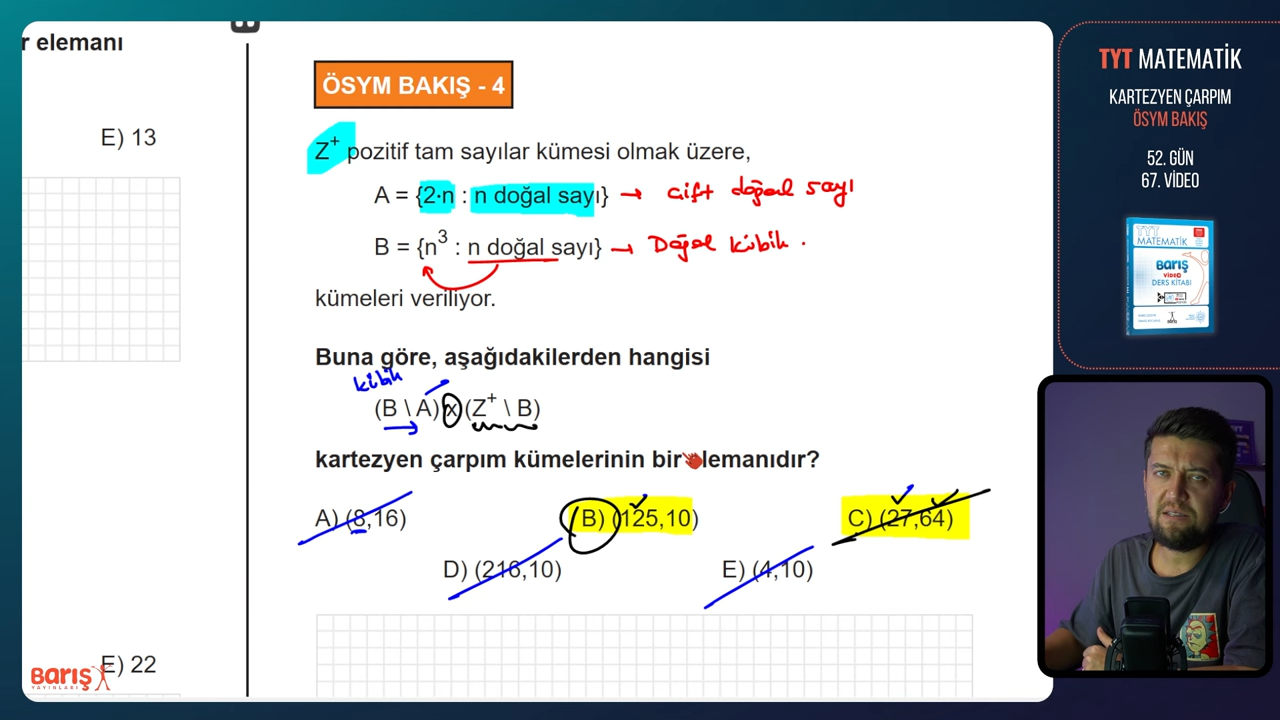 r elemanı
E) 13
E) 22
BARIŞ
YAYINLARI
ÖSYM BAKIŞ - 4
Z⁺ pozitif tam sayılar kümesi olmak üzere,
A = {2·n : n doğal sayı} → Çift doğal sayı
B = {n³ : n doğal sayı} → Doğal kübik.
kümeleri veriliyor.
Buna göre, aşağıdakilerden hangisi
kübik
(B \ A) x (Z⁺ \ B)
kartezyen çarpım kümelerinin bir lemanıdır?
A) (8,16)
B) (125,10)
C) (27,64)
D) (216,10)
E) (4,10)
TYT MATEMATİK
KARTEZYEN ÇARPIM
ÖSYM BAKIŞ
52. GÜN
67. VİDEO
TYT
MATEMATİK
BARIŞ
VİDEO
DERS KİTABI